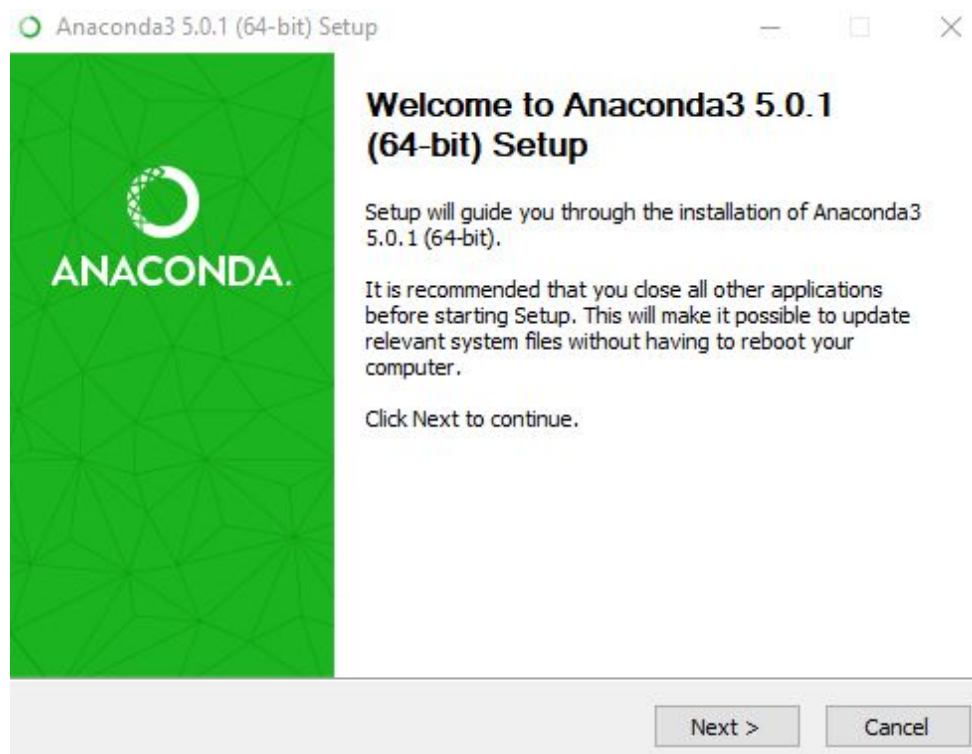 Anaconda3 5.0.1 (64-bit) Setup
Welcome to Anaconda3 5.0.1
(64-bit) Setup
ANACONDA.
Setup will guide you through the installation of Anaconda3
5.0.1 (64-bit).
It is recommended that you close all other applications
before starting Setup. This will make it possible to update
relevant system files without having to reboot your
computer.
Click Next to continue.
Next >
Cancel